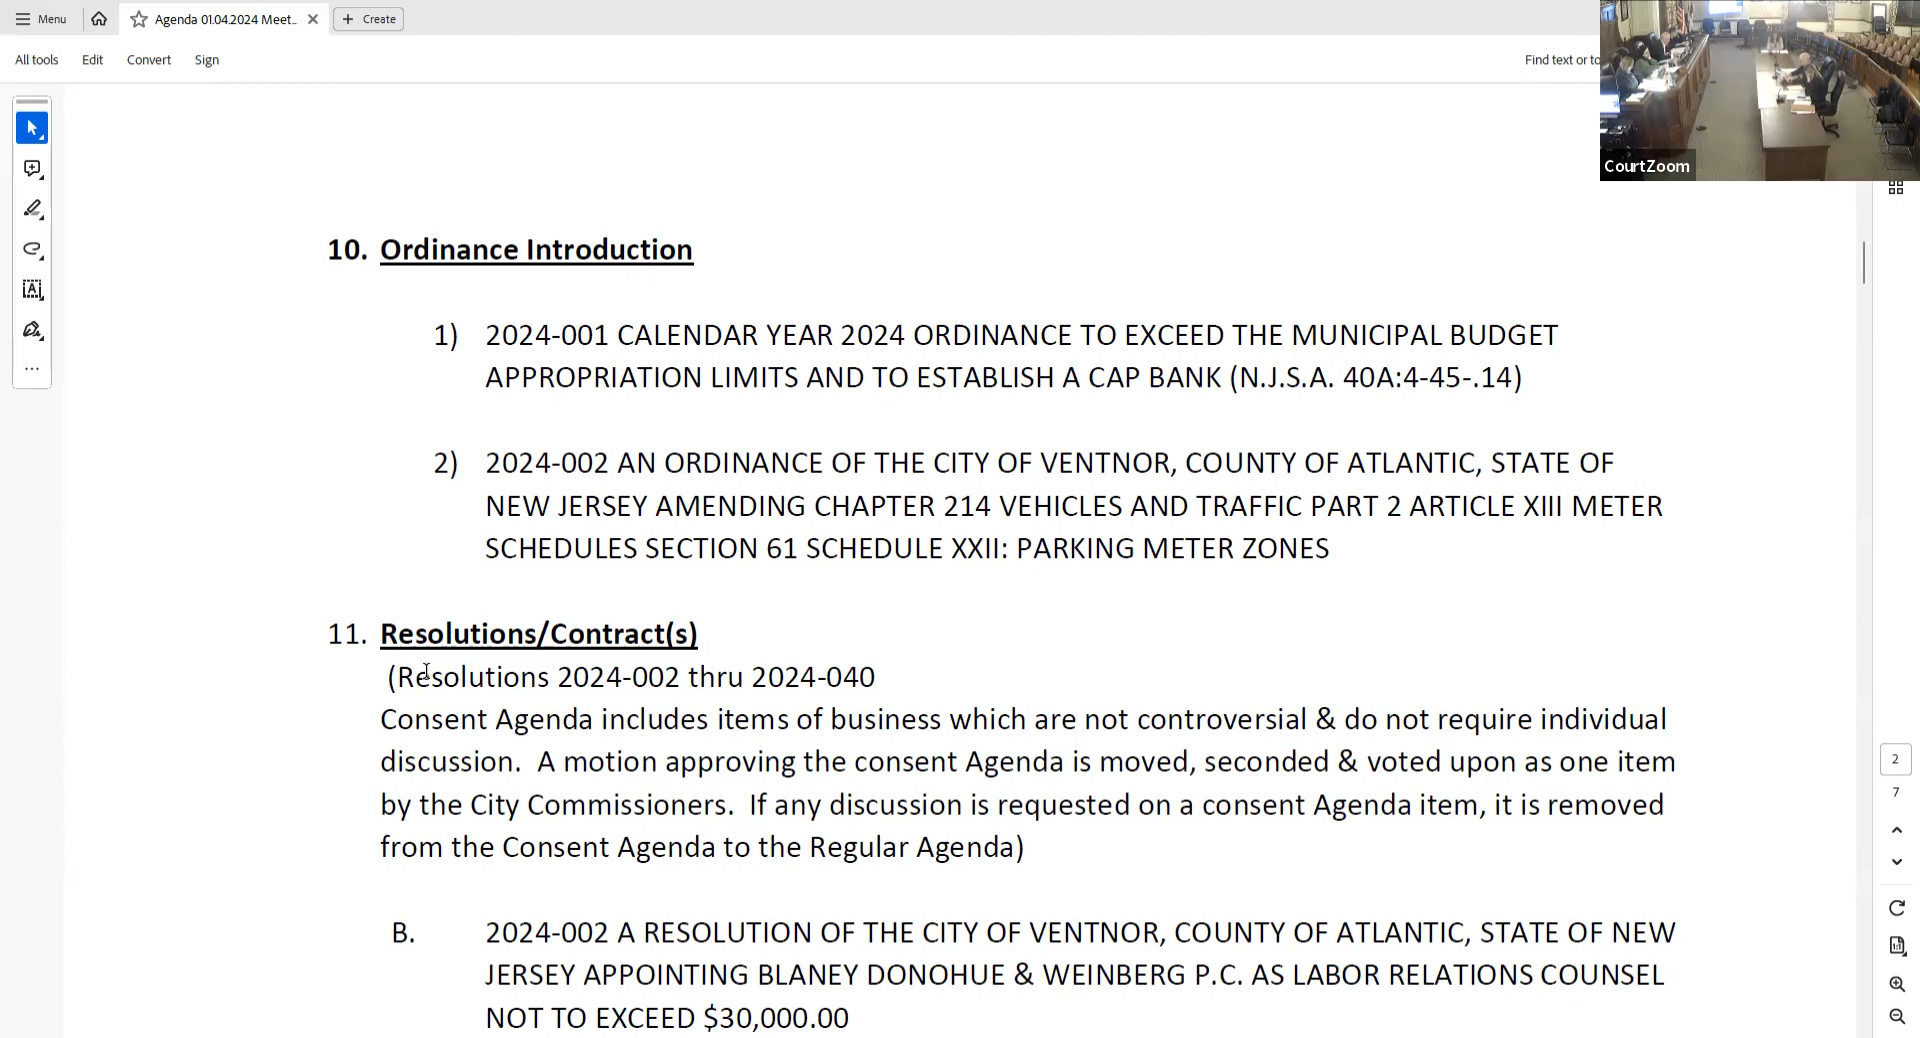 Menu
Agenda 01.04.2024 Meet..
Create
All tools
Edit
Convert
Sign
Find text or to
CourtZoom
10. Ordinance Introduction
1) 2024-001 CALENDAR YEAR 2024 ORDINANCE TO EXCEED THE MUNICIPAL BUDGET
APPROPRIATION LIMITS AND TO ESTABLISH A CAP BANK (N.J.S.A. 40A:4-45-.14)
2) 2024-002 AN ORDINANCE OF THE CITY OF VENTNOR, COUNTY OF ATLANTIC, STATE OF
NEW JERSEY AMENDING CHAPTER 214 VEHICLES AND TRAFFIC PART 2 ARTICLE XIII METER
SCHEDULES SECTION 61 SCHEDULE XXII: PARKING METER ZONES
11. Resolutions/Contract(s)
(Resolutions 2024-002 thru 2024-040
Consent Agenda includes items of business which are not controversial & do not require individual
discussion.  A motion approving the consent Agenda is moved, seconded & voted upon as one item
by the City Commissioners.  If any discussion is requested on a consent Agenda item, it is removed
from the Consent Agenda to the Regular Agenda)
B. 2024-002 A RESOLUTION OF THE CITY OF VENTNOR, COUNTY OF ATLANTIC, STATE OF NEW
JERSEY APPOINTING BLANEY DONOHUE & WEINBERG P.C. AS LABOR RELATIONS COUNSEL
NOT TO EXCEED $30,000.00
2
7